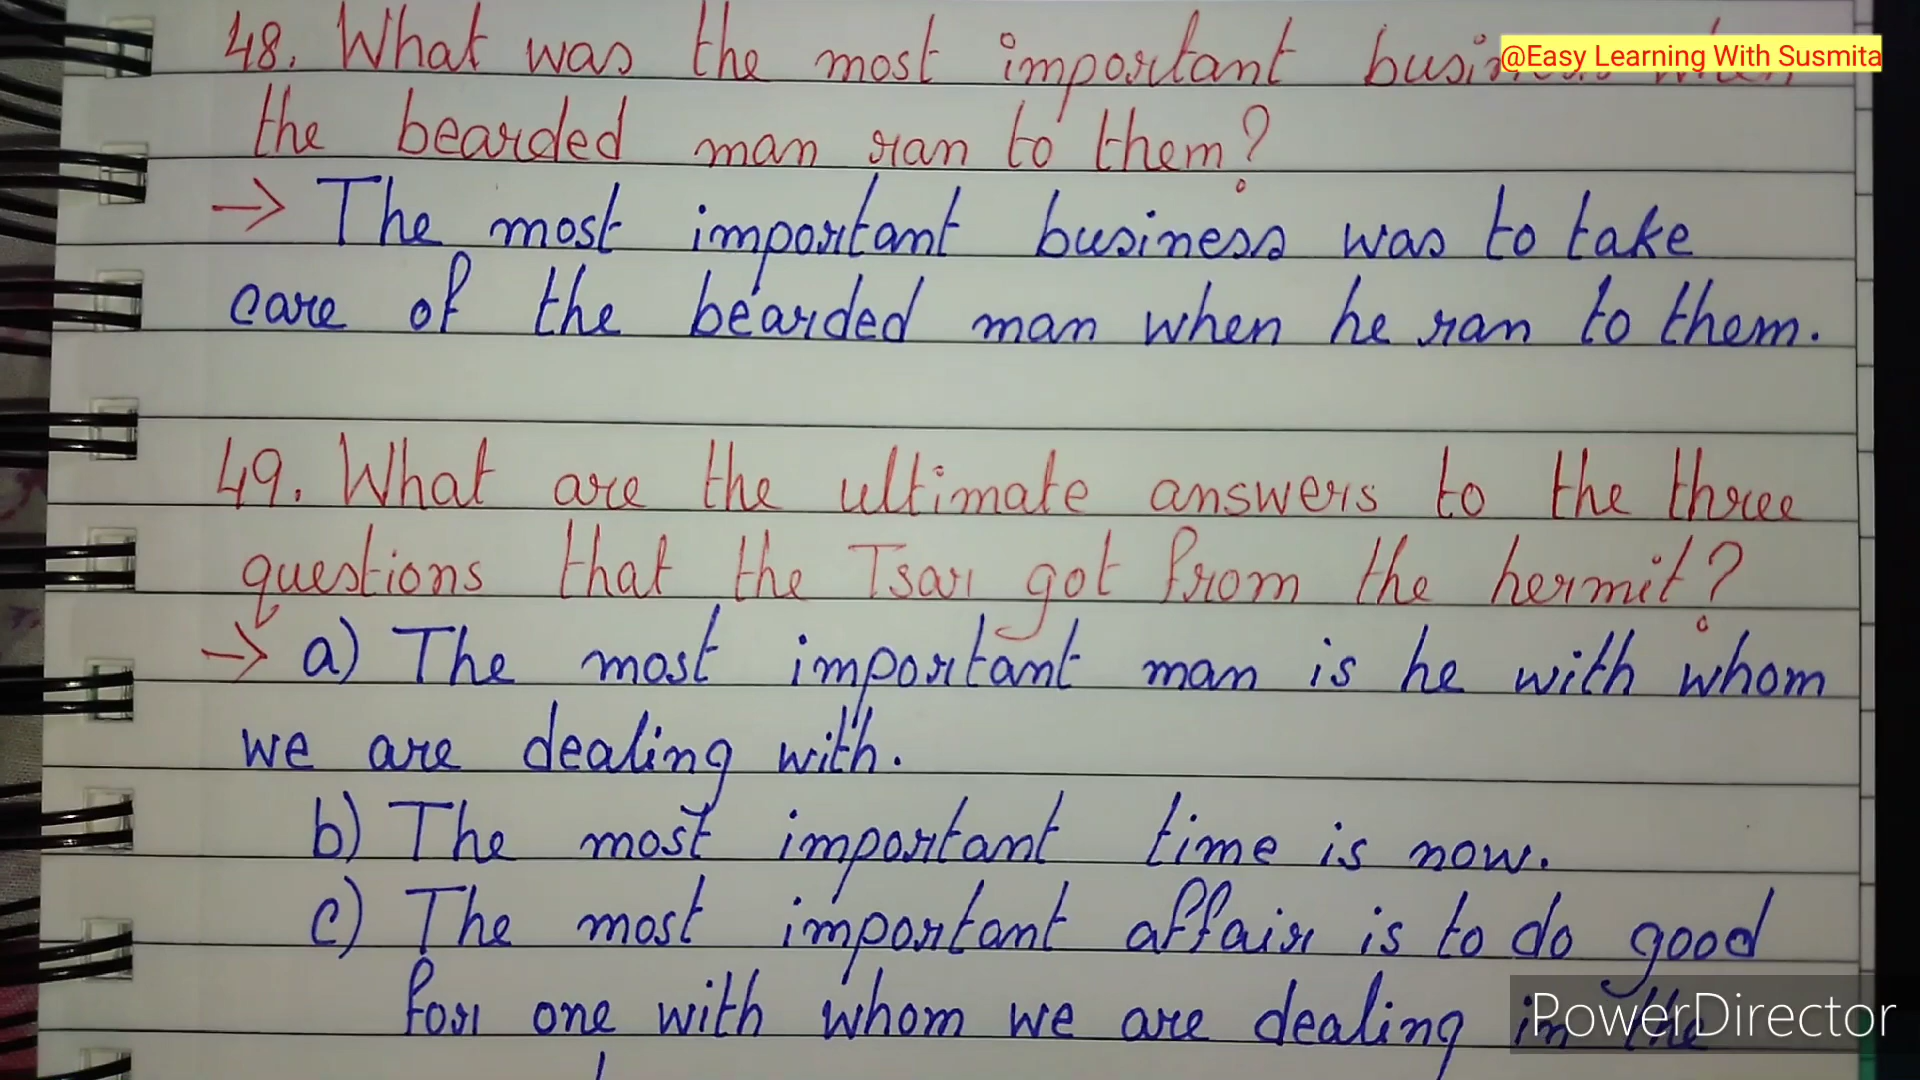 48. What was the most important business when
@Easy Learning With Susmita
the bearded man ran to them?
→ The most important business was to take
care of the bearded man when he ran to them.
49. What are the ultimate answers to the three
questions that the Tsar got from the hermit?
→ a) The most important man is he with whom
we are dealing with.
b) The most important time is now.
c) The most important affair is to do good
for one with whom we are dealing in the
PowerDirector